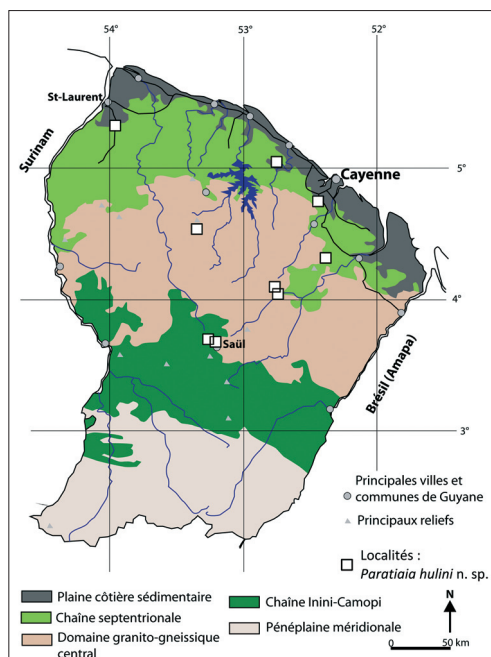 54°
53°
52°
St-Laurent
Surinam
5°
Cayenne
4°
Saül
Brésil (Amapa)
3°
Principales villes et
communes de Guyane
Principaux reliefs
Localités :
Paratiaia hulini n. sp.
Plaine côtière sédimentaire
Chaîne septentrionale
Domaine granito-gneissique
central
Chaîne Inini-Camopi
Pénéplaine méridionale
N
0 50 km